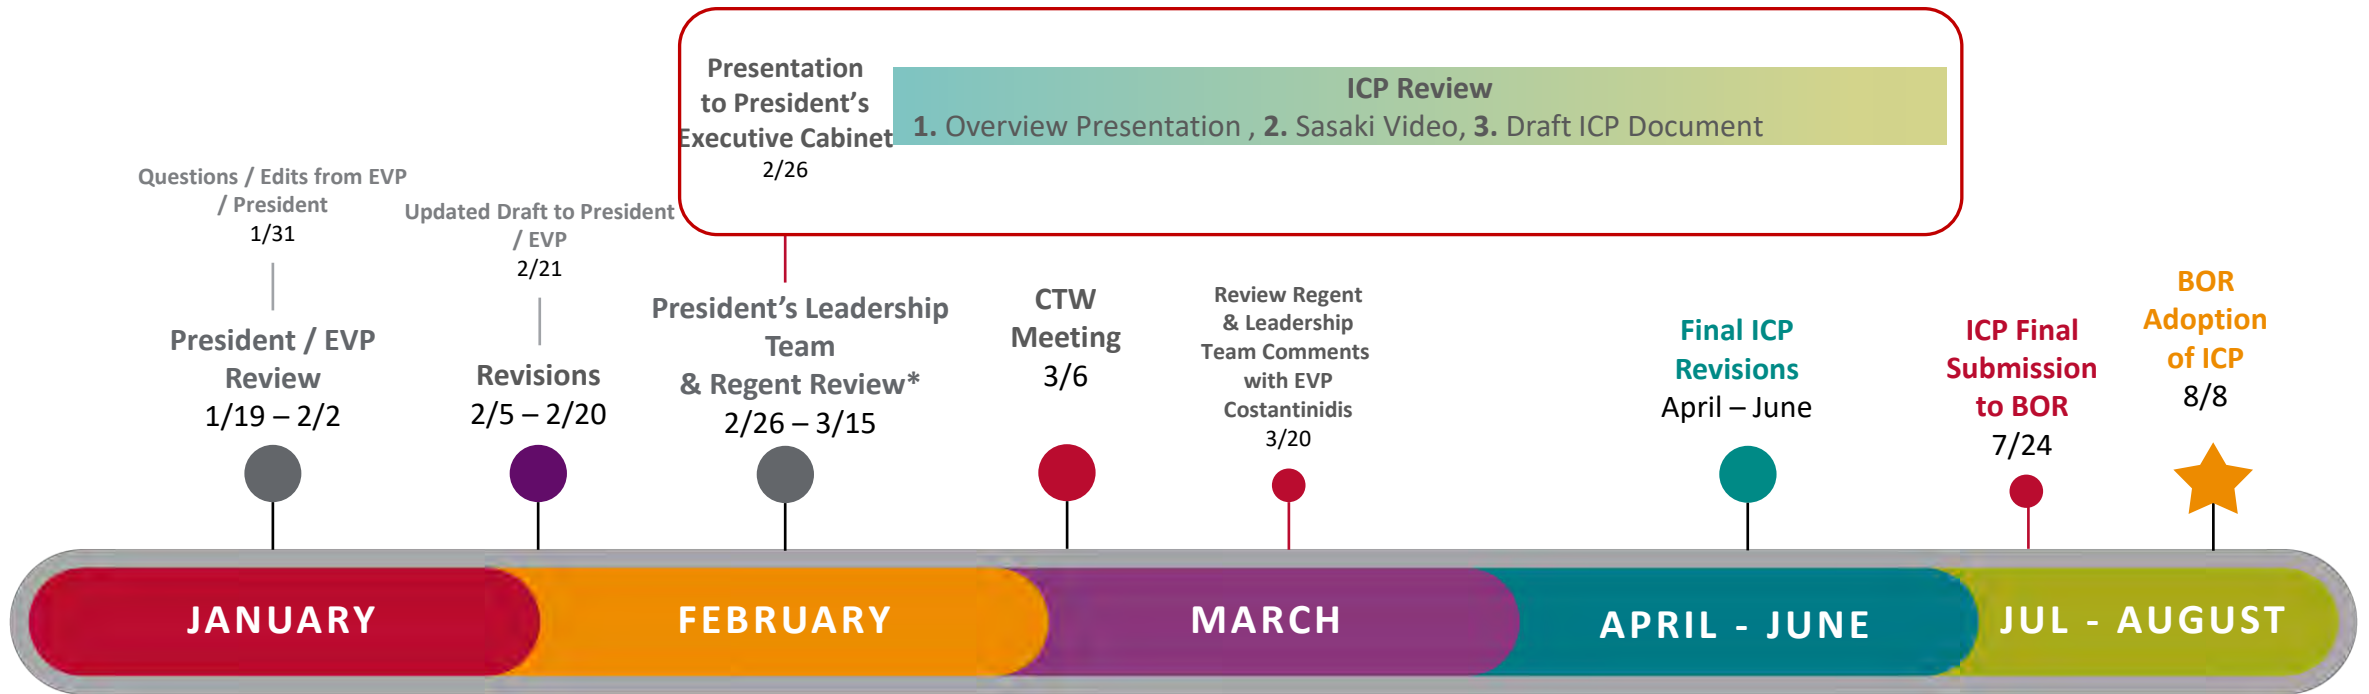 Presentation
to President's
Executive Cabinet
2/26
ICP Review
1. Overview Presentation , 2. Sasaki Video, 3. Draft ICP Document
Questions / Edits from EVP
/ President
1/31
Updated Draft to President
/ EVP
2/21
President / EVP
Review
1/19 – 2/2
Revisions
2/5 – 2/20
President's Leadership
Team
& Regent Review*
2/26 – 3/15
CTW
Meeting
3/6
Review Regent
& Leadership
Team Comments
with EVP
Costantinidis
3/20
Final ICP
Revisions
April – June
ICP Final
Submission
to BOR
7/24
BOR
Adoption
of ICP
8/8
JANUARY
FEBRUARY
MARCH
APRIL - JUNE
JUL - AUGUST